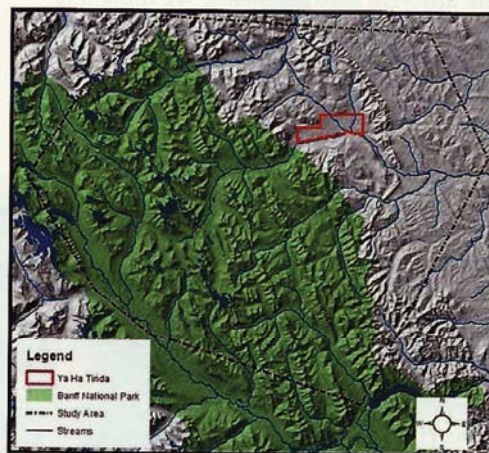 Legend
Ya Ha Tinda
Banff National Park
Study Area
Streams
N
W
E
S